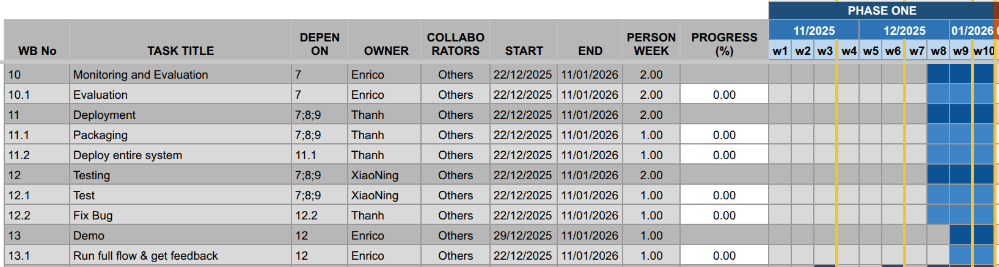 PHASE ONE
11/2025 12/2025 01/2026
WB No TASK TITLE DEPEN ON OWNER COLLABO RATORS START END PERSON WEEK PROGRESS (%) w1 w2 w3 w4 w5 w6 w7 w8 w9 w10
10 Monitoring and Evaluation 7 Enrico Others 22/12/2025 11/01/2026 2.00
10.1 Evaluation 7 Enrico Others 22/12/2025 11/01/2026 2.00 0.00
11 Deployment 7;8;9 Thanh Others 22/12/2025 11/01/2026 2.00
11.1 Packaging 7;8;9 Thanh Others 22/12/2025 11/01/2026 1.00 0.00
11.2 Deploy entire system 11.1 Thanh Others 22/12/2025 11/01/2026 1.00 0.00
12 Testing 7;8;9 XiaoNing Others 22/12/2025 11/01/2026 2.00
12.1 Test 7;8;9 XiaoNing Others 22/12/2025 11/01/2026 1.00 0.00
12.2 Fix Bug 12.2 Thanh Others 22/12/2025 11/01/2026 1.00 0.00
13 Demo 12 Enrico Others 29/12/2025 11/01/2026 1.00
13.1 Run full flow & get feedback 12 Enrico Others 22/12/2025 11/01/2026 1.00 0.00